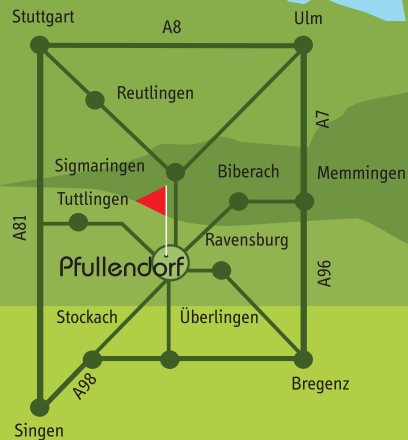 Stuttgart
A8
Ulm
Reutlingen
A7
Sigmaringen
Biberach
Memmingen
Tuttlingen
A81
Ravensburg
Pfullendorf
A96
Stockach
Überlingen
A98
Bregenz
Singen